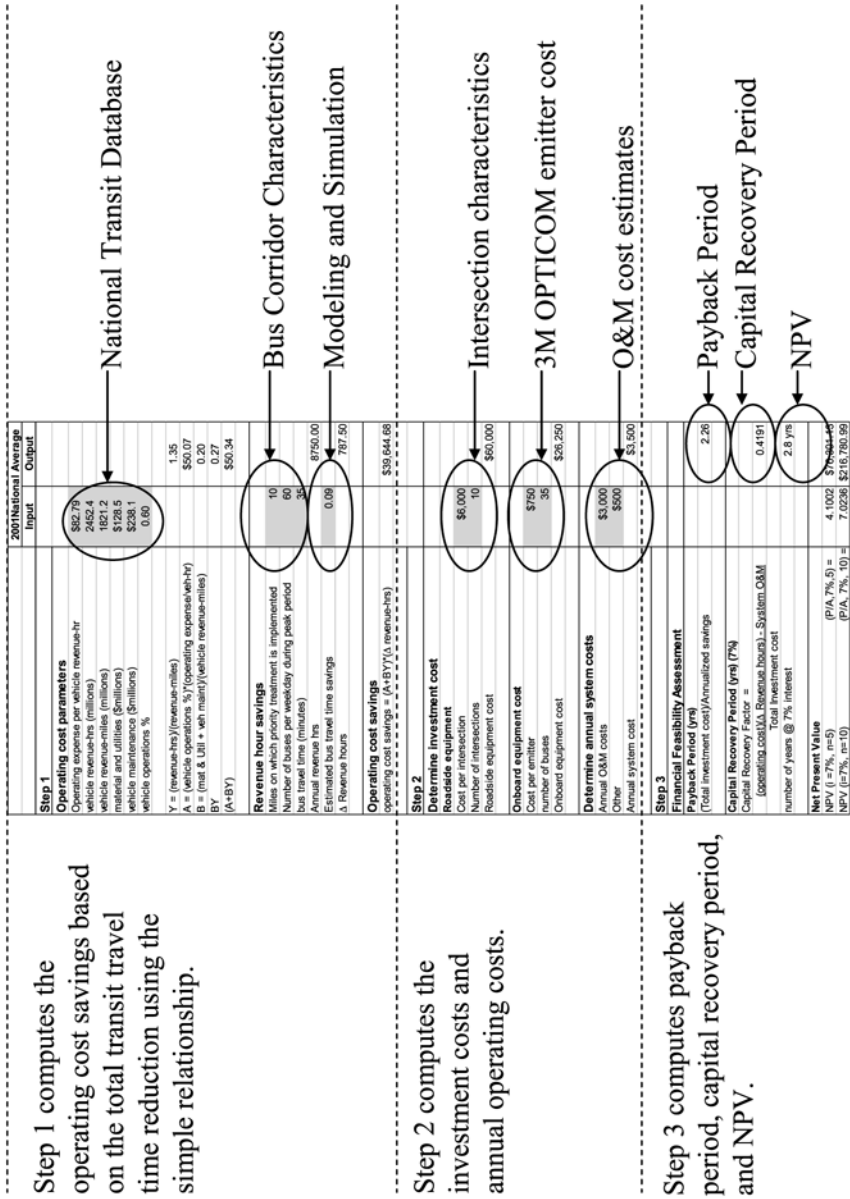 Step 1 computes the
operating cost savings based
on the total transit travel
time reduction using the
simple relationship.
2001National Average
Input Output
Step 1
Operating cost parameters
Operating expense per vehicle revenue-hr $82.79
vehicle revenue-hrs (millions) 2452.4
vehicle revenue-miles (millions) 1821.2
material and utilities ($millions) $128.5
vehicle maintenance ($millions) $238.1
vehicle operations % 0.60
Y = (revenue-hrs)/(revenue-miles) 1.35
A = (vehicle operations %)*(operating expense/veh-hr) $50.07
B = (mat & Util + veh maint)/(vehicle revenue-miles) 0.20
BY 0.27
(A+BY) $50.34
National Transit Database
Revenue hour savings
Miles on which priority treatment is implemented 10
Number of buses per weekday during peak period 60
bus travel time (minutes) 35
Annual revenue hrs 8750.00
Estimated bus travel time savings 0.09
Δ Revenue hours 787.50
Bus Corridor Characteristics
Modeling and Simulation
Operating cost savings
operating cost savings = (A+BY)*(Δ revenue-hrs) $39,644.68
Step 2 computes the
investment costs and
annual operating costs.
Step 2
Determine investment cost
Roadside equipment
Cost per intersection $6,000
Number of intersections 10
Roadside equipment cost $60,000
Intersection characteristics
Onboard equipment cost
Cost per emitter $750
number of buses 35
Onboard equipment cost $26,250
3M OPTICOM emitter cost
Determine annual system costs
Annual O&M costs $3,000
Other $500
Annual system cost $3,500
O&M cost estimates
Step 3 computes payback
period, capital recovery period,
and NPV.
Step 3
Financial Feasibility Assessment
Payback Period (yrs)
(Total investment cost)/Annualized savings 2.26
Payback Period
Capital Recovery Period (yrs) (7%)
Capital Recovery Factor = 0.4191
(operating cost)(Δ Revenue hours) - System O&M
Total Investment cost
number of years @ 7% interest 2.8 yrs
Capital Recovery Period
Net Present Value
NPV (i =7%, n=5) (P/A,7%,5) = 4.1002
NPV (i=7%, n=10) (P/A, 7%, 10) = 7.0236 $216,780.99
NPV